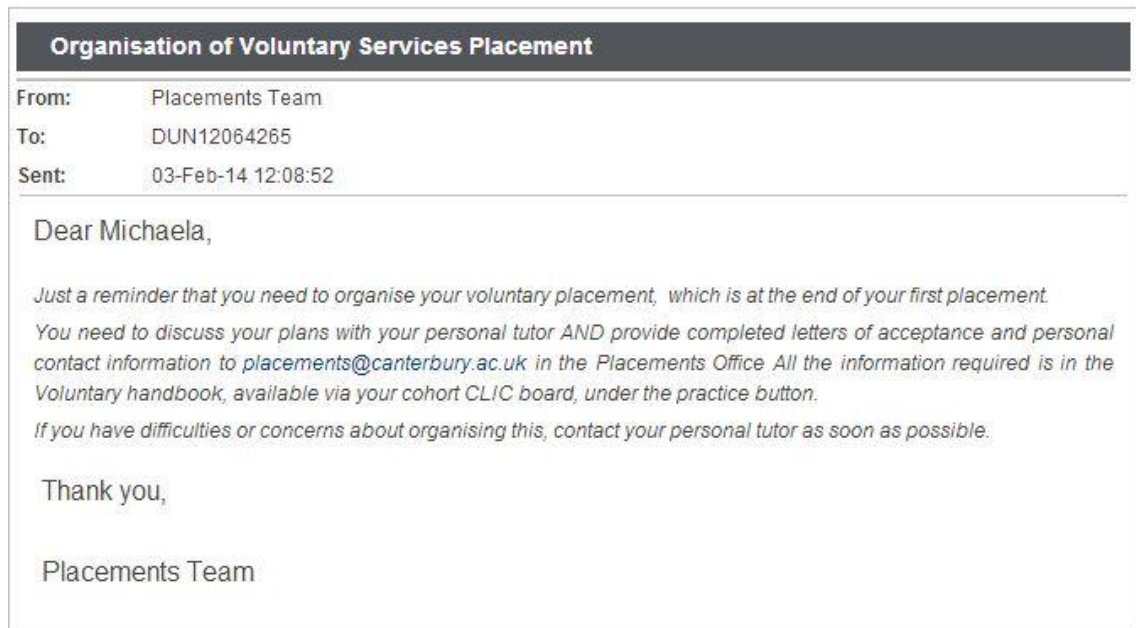 Organisation of Voluntary Services Placement
From: Placements Team
To: DUN12064265
Sent: 03-Feb-14 12:08:52
Dear Michaela,
Just a reminder that you need to organise your voluntary placement, which is at the end of your first placement.
You need to discuss your plans with your personal tutor AND provide completed letters of acceptance and personal
contact information to placements@canterbury.ac.uk in the Placements Office All the information required is in the
Voluntary handbook, available via your cohort CLIC board, under the practice button.
If you have difficulties or concerns about organising this, contact your personal tutor as soon as possible.
Thank you,
Placements Team